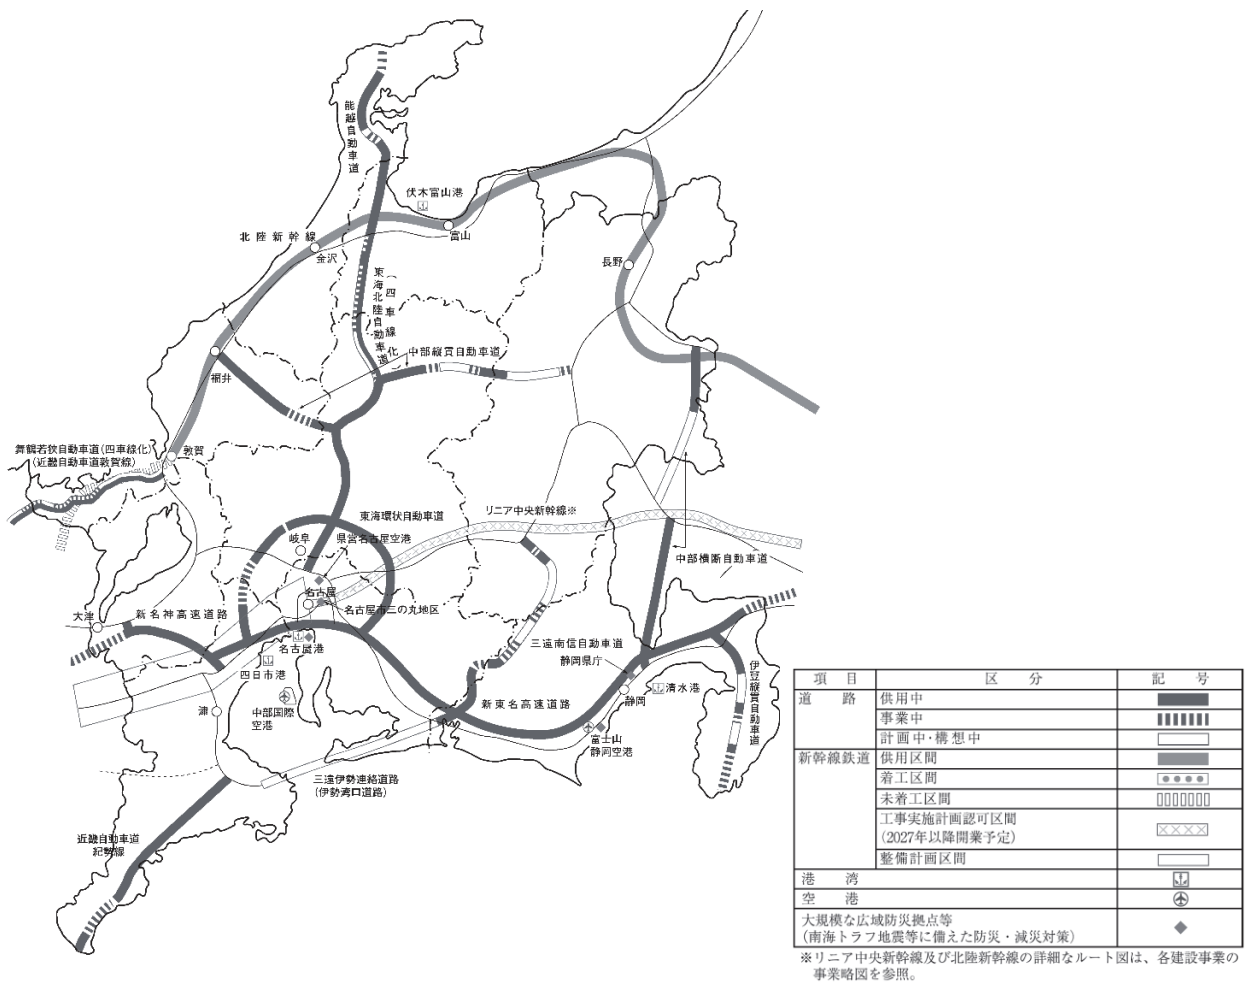 能越自動車道
伏木富山港
富山
北陸新幹線
金沢
長野
東海北陸自動車道
(四車線化
中部縦貫自動車道
福井
舞鶴若狭自動車道(四車線化)
(近畿自動車道敦賀線)
敦賀
東海環状自動車道
リニア中央新幹線※
岐阜
県営名古屋空港
中部横断自動車道
名古屋
名古屋市三の丸地区
大津
新名神高速道路
名古屋港
四日市港
三遠南信自動車道
静岡県庁
伊豆縦貫自動車道
清水港
静岡
津
中部国際
空港
新東名高速道路
富士山
静岡空港
三遠伊勢連絡道路
(伊勢湾口道路)
近畿自動車道
紀勢線
項 目 区 分 記 号
道 路 供用中
事業中
計画中・構想中
新幹線鉄道 供用区間
着工区間
未着工区間
工事実施計画認可区間
(2027年以降開業予定)
整備計画区間
港 湾
空 港
大規模な広域防災拠点等
(南海トラフ地震等に備えた防災・減災対策)
※リニア中央新幹線及び北陸新幹線の詳細なルート図は、各建設事業の
事業略図を参照。